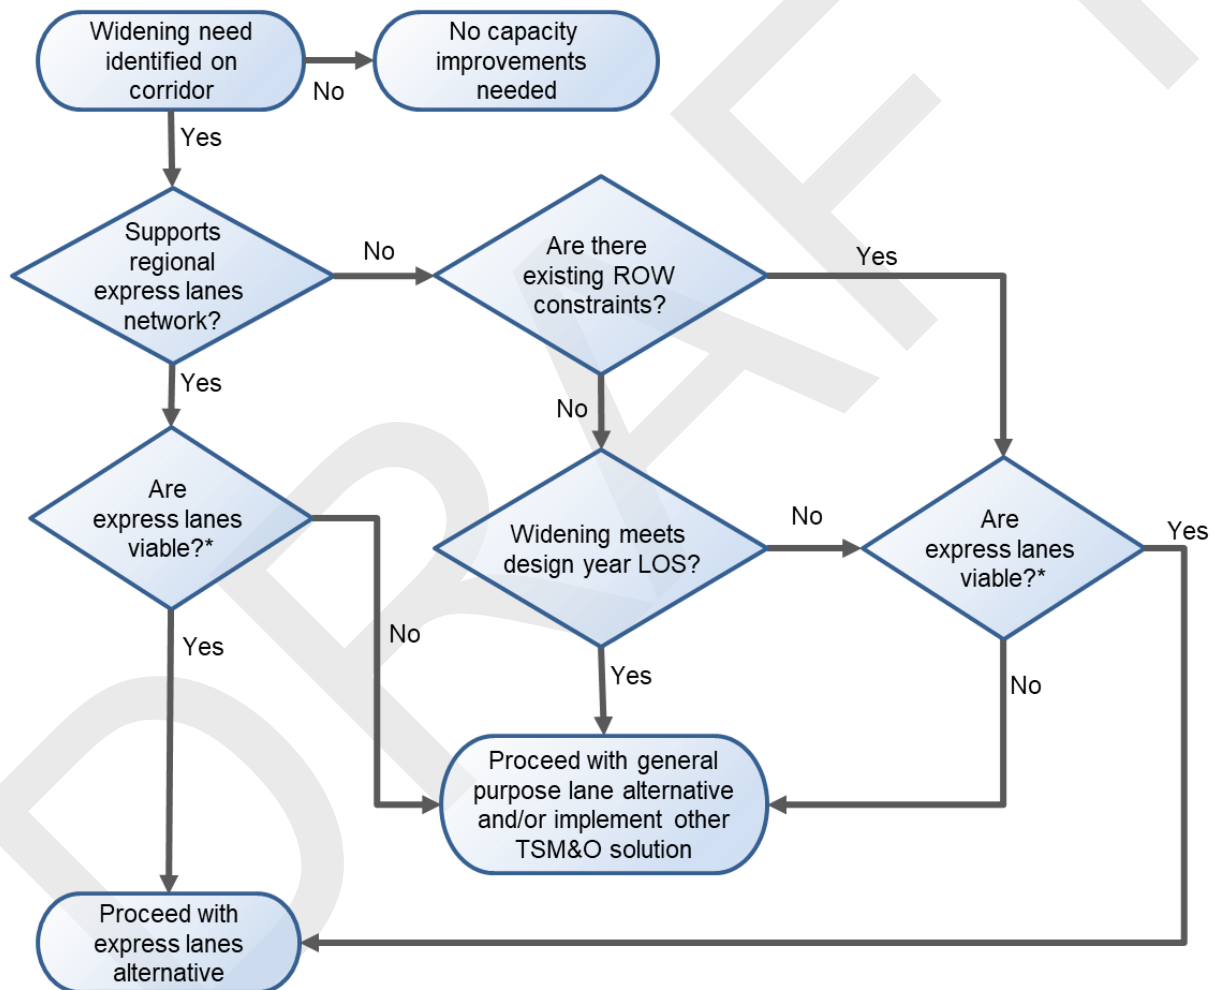 Widening need
identified on
corridor
No
No capacity
improvements
needed
Yes
Supports
regional
express lanes
network?
No
Are there
existing ROW
constraints?
Yes
Yes
No
Are
express lanes
viable?*
No
Yes
Widening meets
design year LOS?
No
Are
express lanes
viable?*
Yes
Yes
No
Proceed with general
purpose lane alternative
and/or implement other
TSM&O solution
Proceed with
express lanes
alternative
DRAFT